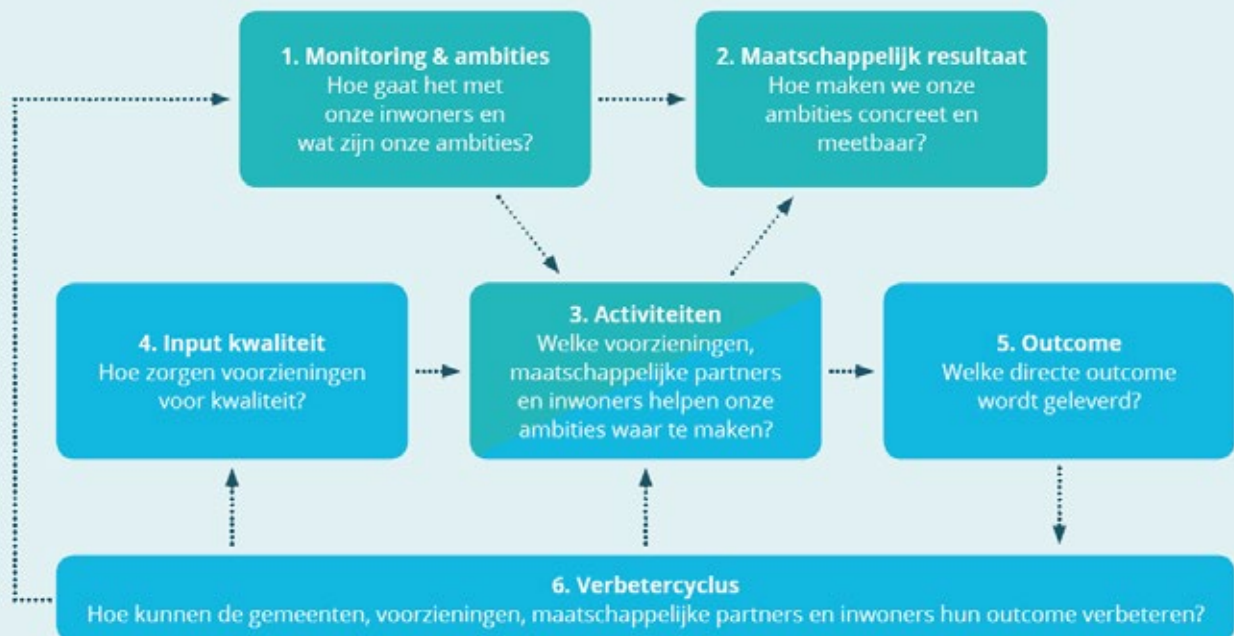 1. Monitoring & ambities
Hoe gaat het met
onze inwoners en
wat zijn onze ambities?
2. Maatschappelijk resultaat
Hoe maken we onze
ambities concreet en
meetbaar?
4. Input kwaliteit
Hoe zorgen voorzieningen
voor kwaliteit?
3. Activiteiten
Welke voorzieningen,
maatschappelijke partners
en inwoners helpen onze
ambities waar te maken?
5. Outcome
Welke directe outcome
wordt geleverd?
6. Verbetercyclus
Hoe kunnen de gemeenten, voorzieningen, maatschappelijke partners en inwoners hun outcome verbeteren?